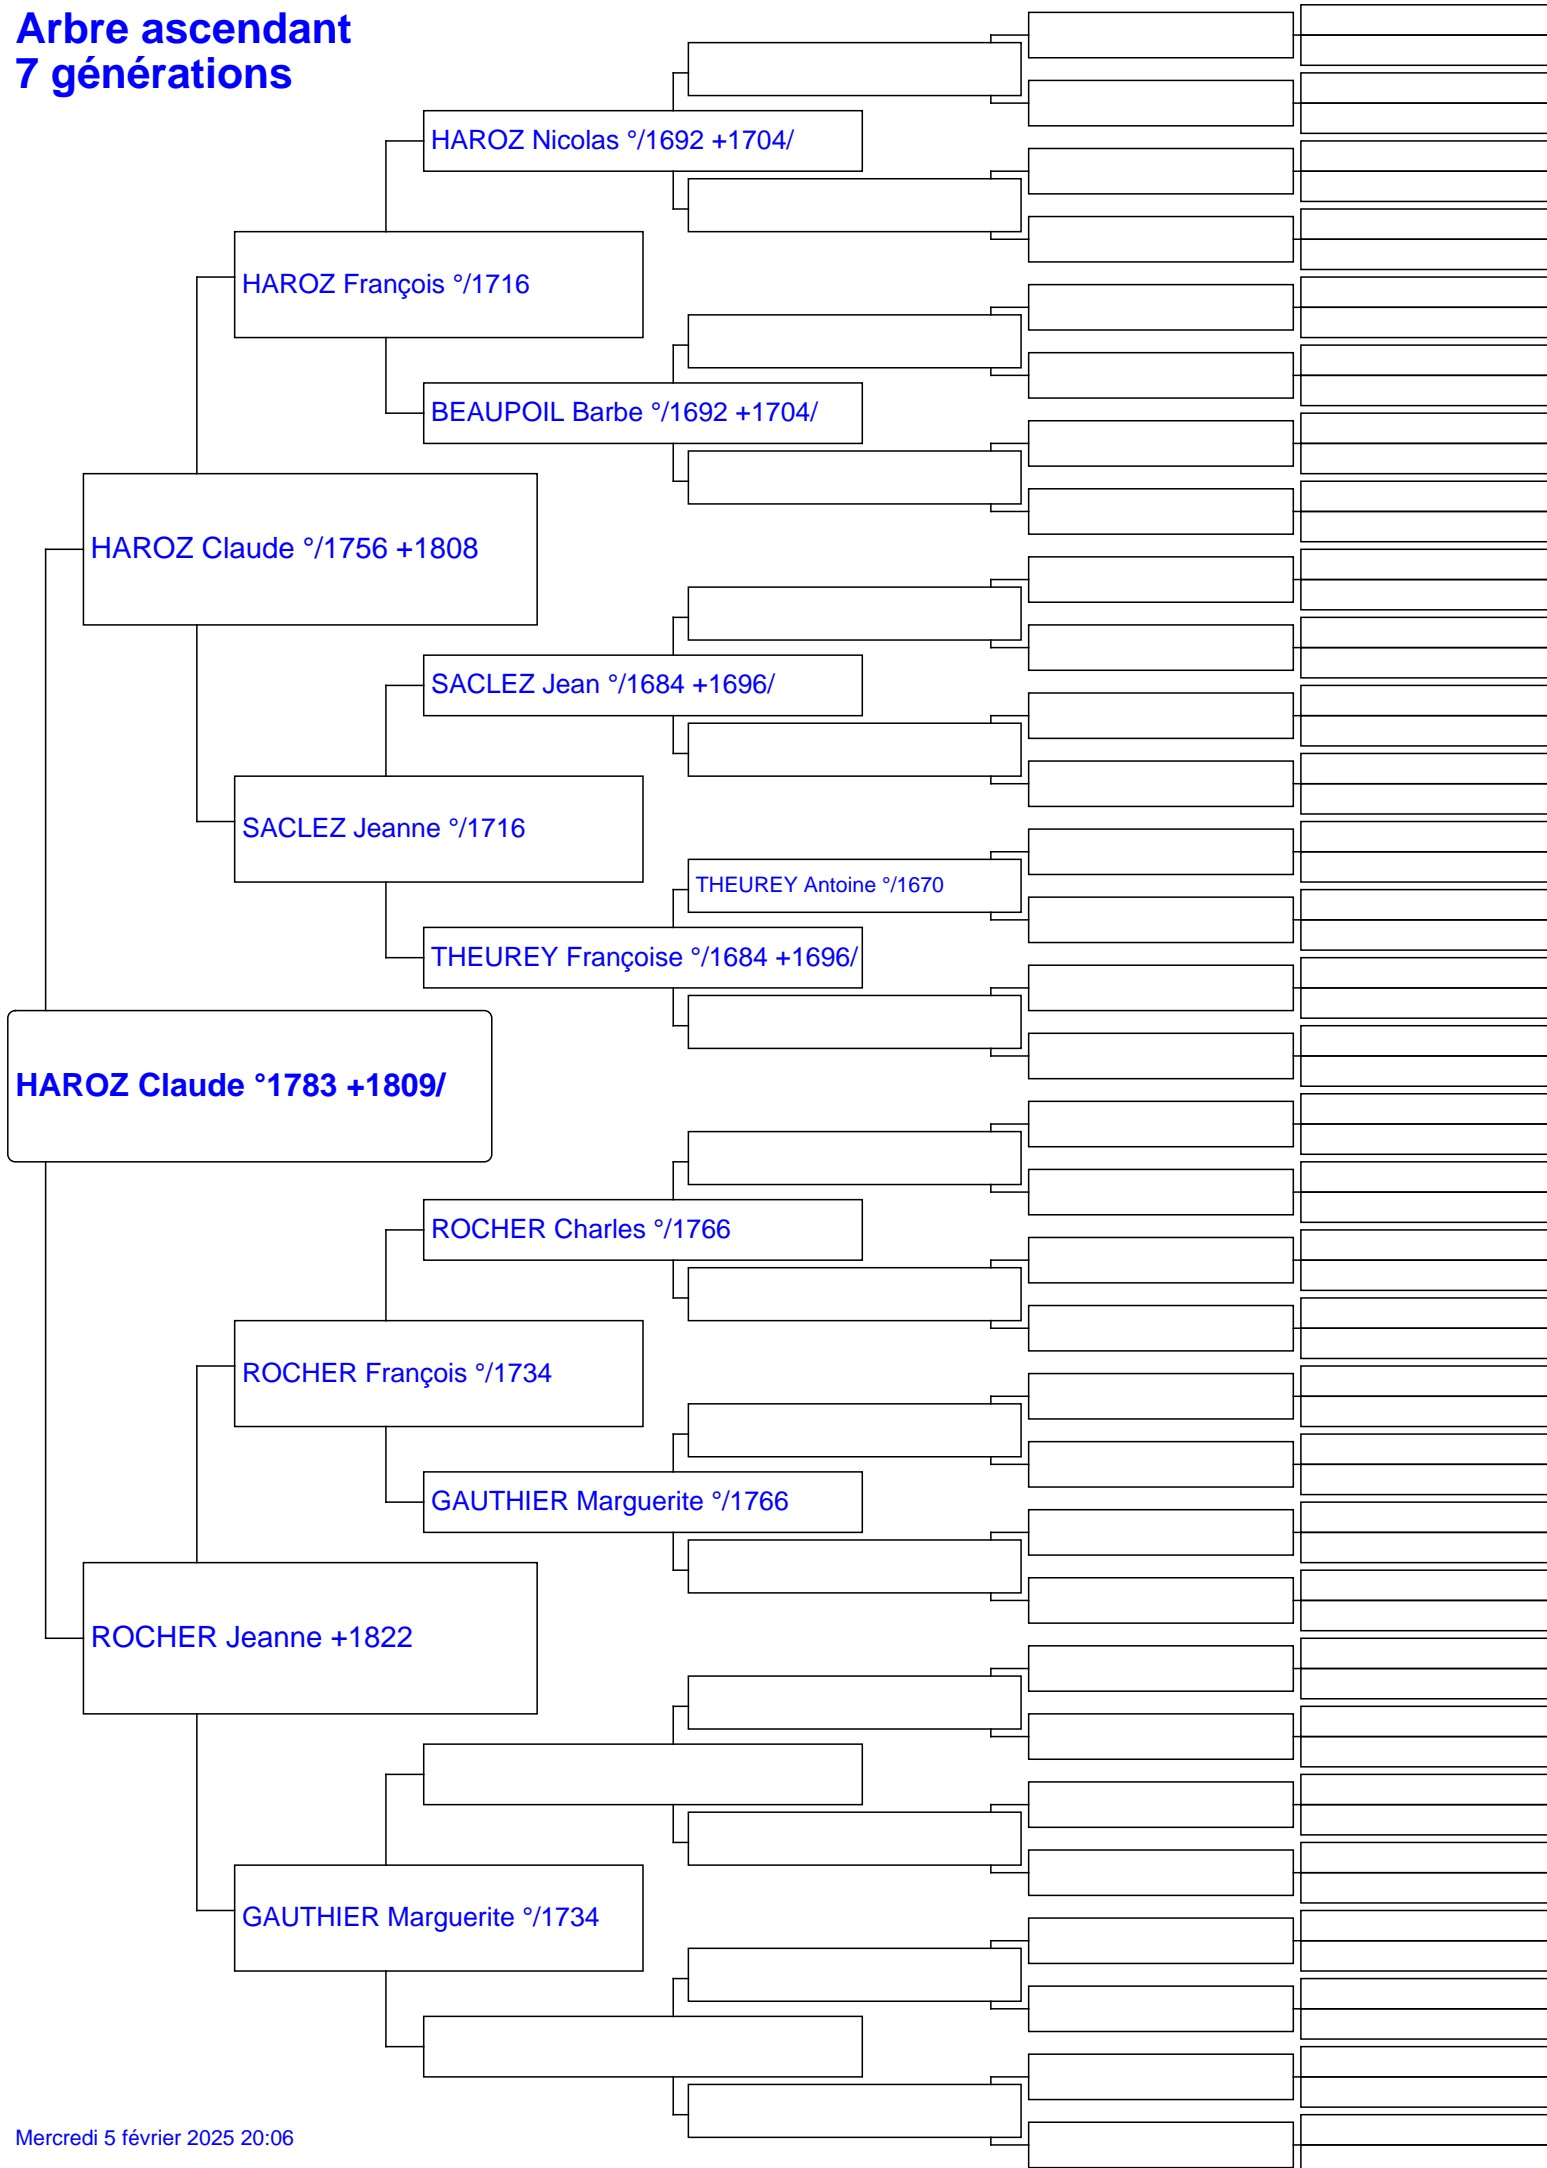 Arbre ascendant
7 générations
HAROZ Nicolas °/1692 +1704/
HAROZ François °/1716
BEAUPOIL Barbe °/1692 +1704/
HAROZ Claude °/1756 +1808
SACLEZ Jean °/1684 +1696/
SACLEZ Jeanne °/1716
THEUREY Antoine °/1670
THEUREY Françoise °/1684 +1696/
HAROZ Claude °1783 +1809/
ROCHER Charles °/1766
ROCHER François °/1734
GAUTHIER Marguerite °/1766
ROCHER Jeanne +1822
GAUTHIER Marguerite °/1734
Mercredi 5 février 2025 20:06